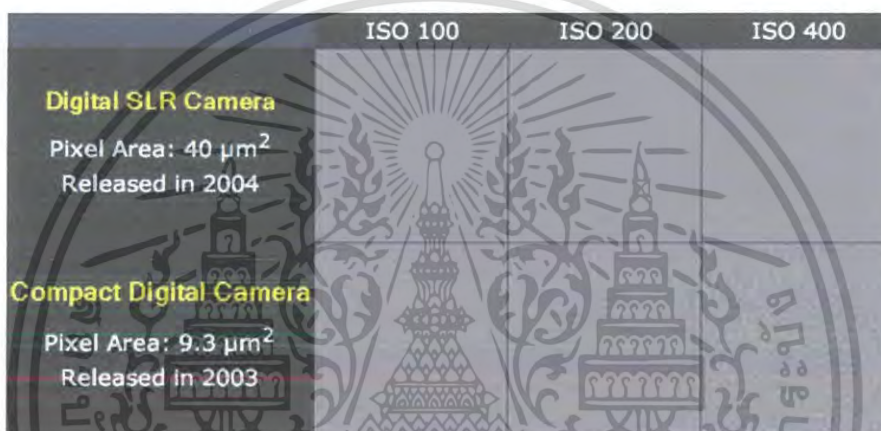 ISO 100 ISO 200 ISO 400
Digital SLR Camera
Pixel Area: 40 µm²
Released in 2004
Compact Digital Camera
Pixel Area: 9.3 µm²
Released in 2003